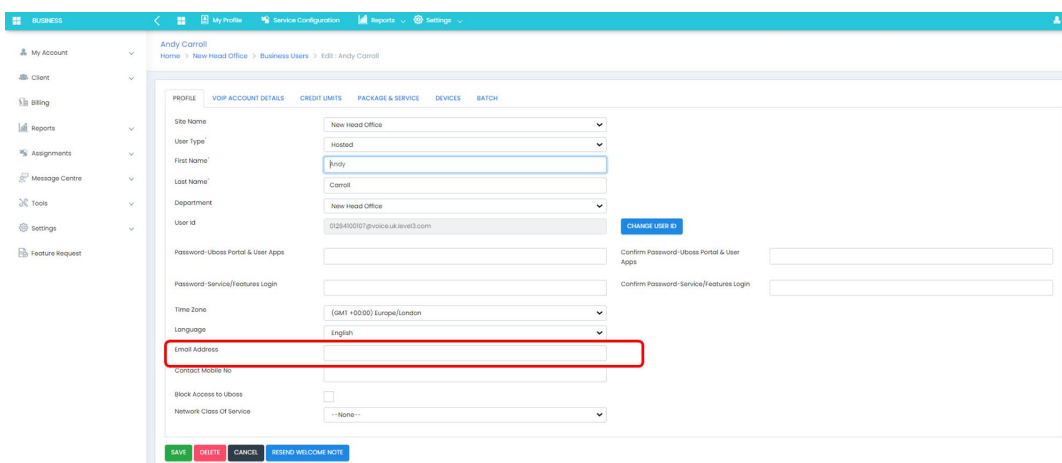 BUSINESS
My Profile Service Configuration Reports Settings
My Account
Client
Billing
Reports
Assignments
Message Centre
Tools
Settings
Feature Request
Andy Carroll
Home > New Head Office > Business Users > Edit : Andy Carroll
PROFILE VOIP ACCOUNT DETAILS CREDIT LIMITS PACKAGE & SERVICE DEVICES BATCH
Site Name New Head Office
User Type* Hosted
First Name* Andy
Last Name* Carroll
Department New Head Office
User Id 01284100107@voice.uk.level3.com CHANGE USER ID
Password-Uboss Portal & User Apps Confirm Password-Uboss Portal & User
Apps
Password-Service/Features Login Confirm Password-Service/Features Login
Time Zone (GMT +00:00) Europe/London
Language English
Email Address
Contact Mobile No
Block Access to Uboss
Network Class Of Service --None--
SAVE DELETE CANCEL RESEND WELCOME NOTE